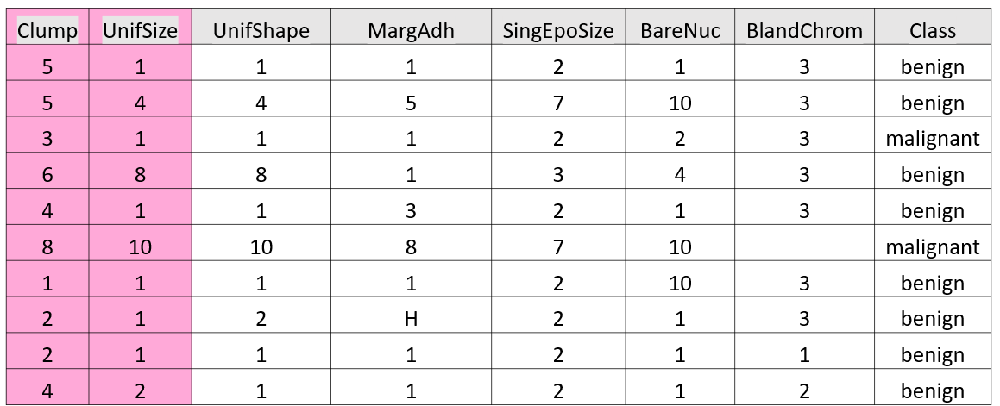 Clump UnifSize UnifShape MargAdh SingEpoSize BareNuc BlandChrom Class
5 1 1 1 2 1 3 benign
5 4 4 5 7 10 3 benign
3 1 1 1 2 2 3 malignant
6 8 8 1 3 4 3 benign
4 1 1 3 2 1 3 benign
8 10 10 8 7 10 malignant
1 1 1 1 2 10 3 benign
2 1 2 H 2 1 3 benign
2 1 1 1 2 1 1 benign
4 2 1 1 2 1 2 benign